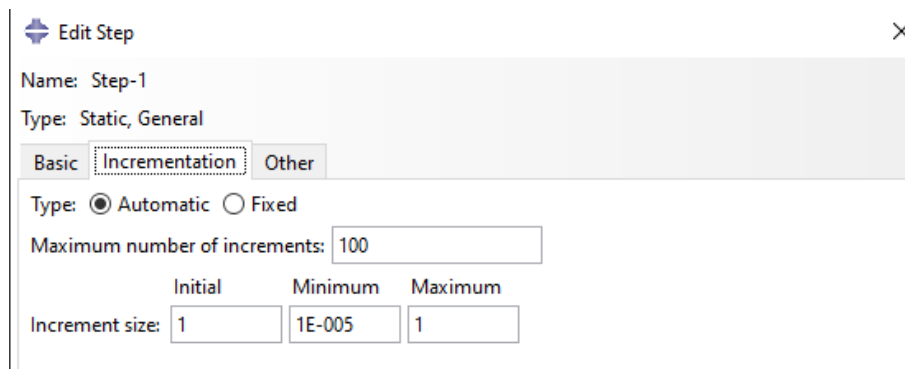 Edit Step
Name: Step-1
Type: Static, General
Basic Incrementation Other
Type: Automatic Fixed
Maximum number of increments: 100
Initial Minimum Maximum
Increment size: 1 1E-005 1